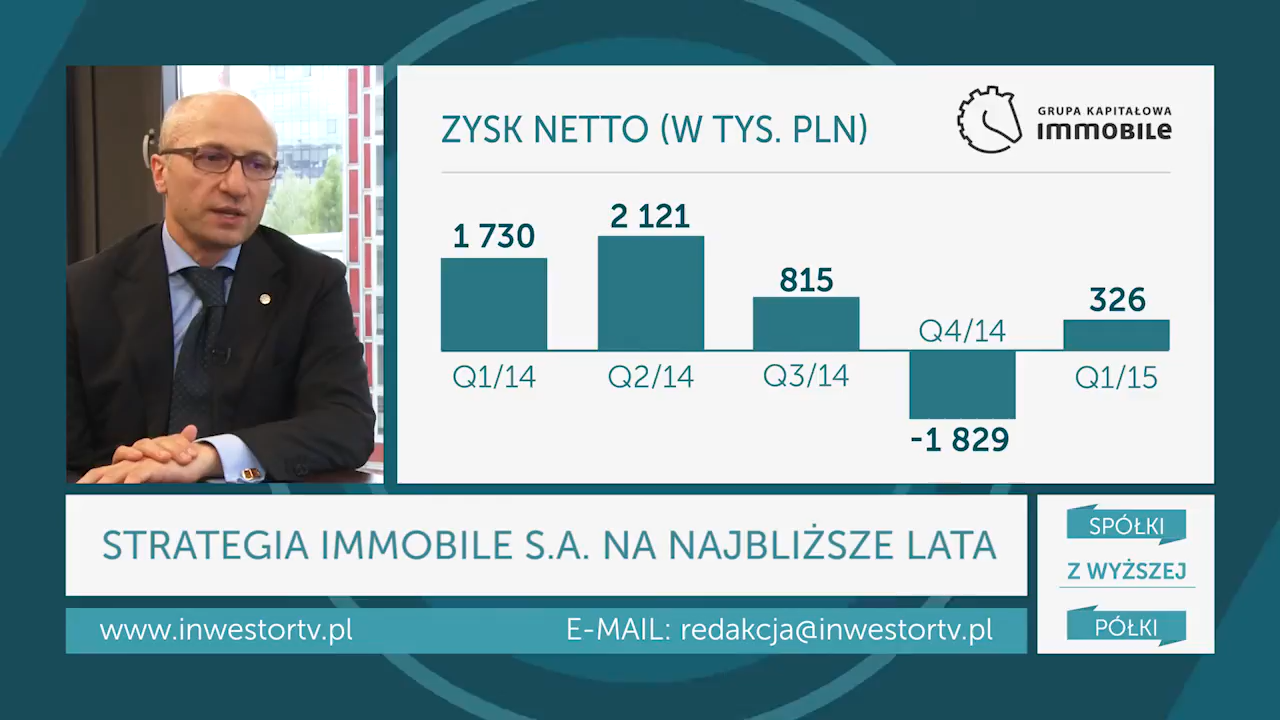 ZYSK NETTO (W TYS. PLN)
GRUPA KAPITAŁOWA
IMMOBILE
1 730
2 121
815
326
Q4/14
Q1/14
Q2/14
Q3/14
Q1/15
-1 829
STRATEGIA IMMOBILE S.A. NA NAJBLIŻSZE LATA
SPÓŁKI
Z WYŻSZEJ
PÓŁKI
www.inwestortv.pl
E-MAIL: redakcja@inwestortv.pl